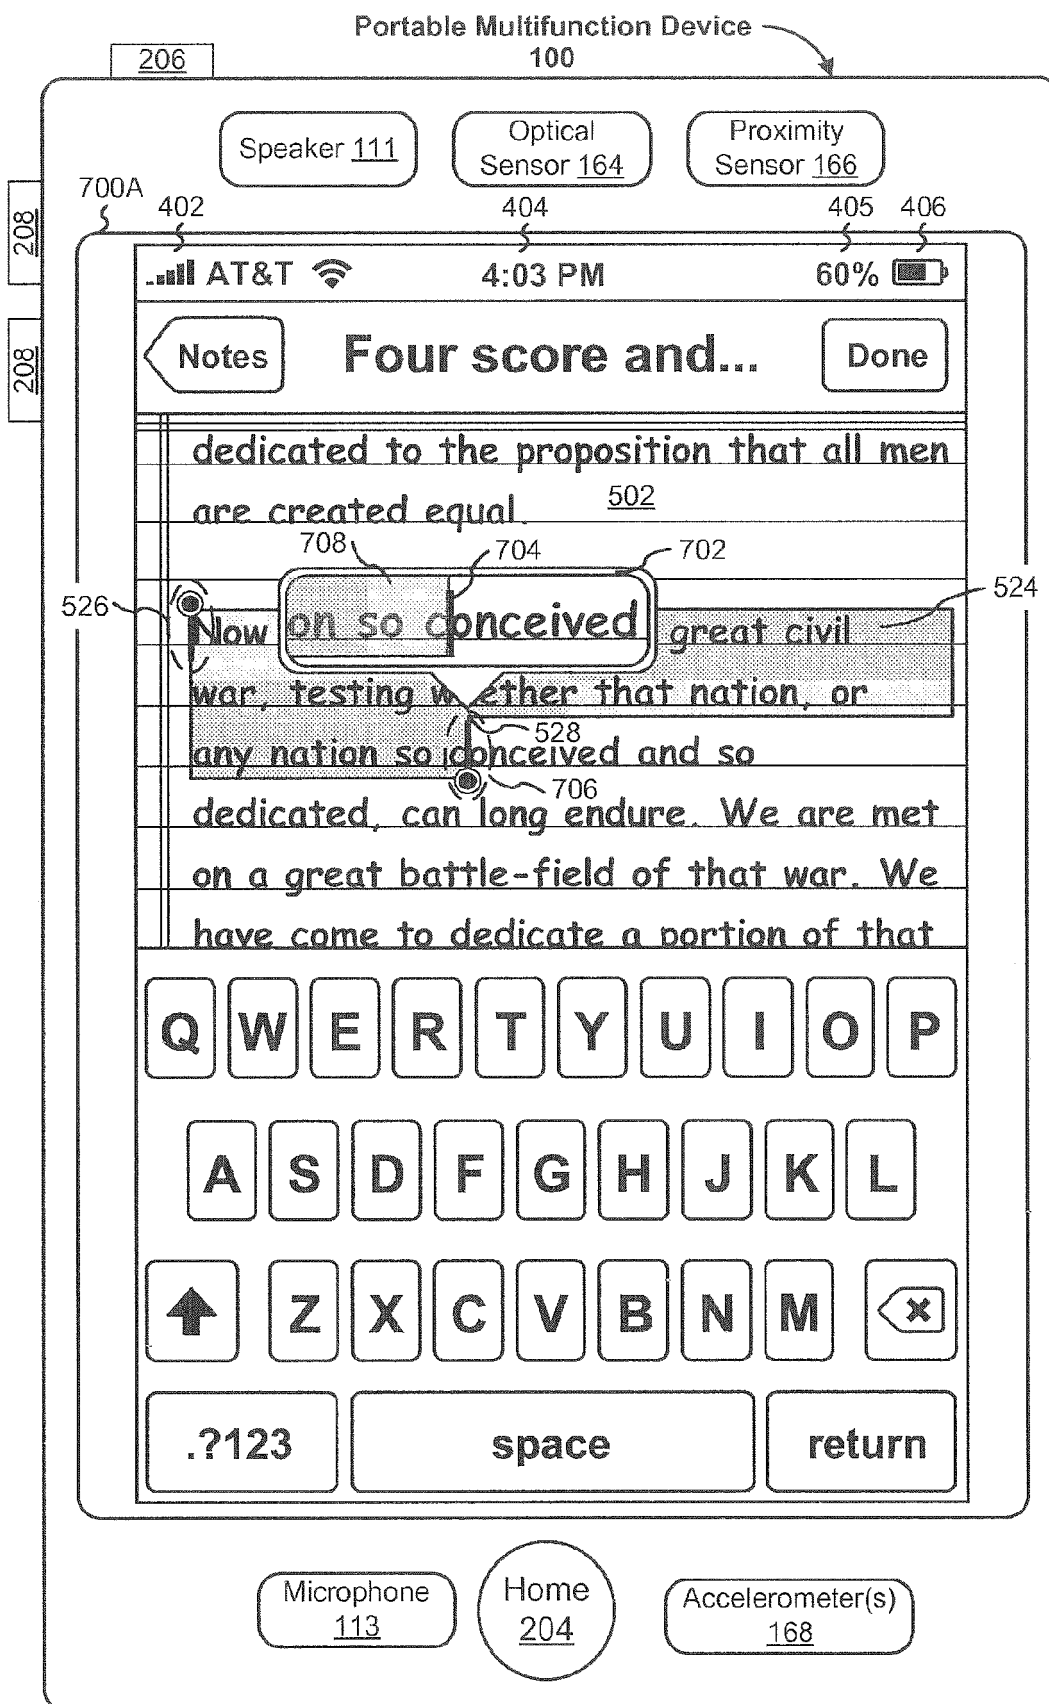 Portable Multifunction Device
100
206
Speaker 111
Optical
Sensor 164
Proximity
Sensor 166
700A
402
404
405
406
208
208
AT&T
4:03 PM
60%
Notes
Four score and...
Done
dedicated to the proposition that all men
are created equal.
502
708
704
702
526
524
Now
on so conceived
great civil
war, testing whether that nation, or
528
any nation so conceived and so
706
dedicated, can long endure. We are met
on a great battle-field of that war. We
have come to dedicate a portion of that
Q W E R T Y U I O P
A S D F G H J K L
Z X C V B N M
.?123
space
return
Microphone
113
Home
204
Accelerometer(s)
168